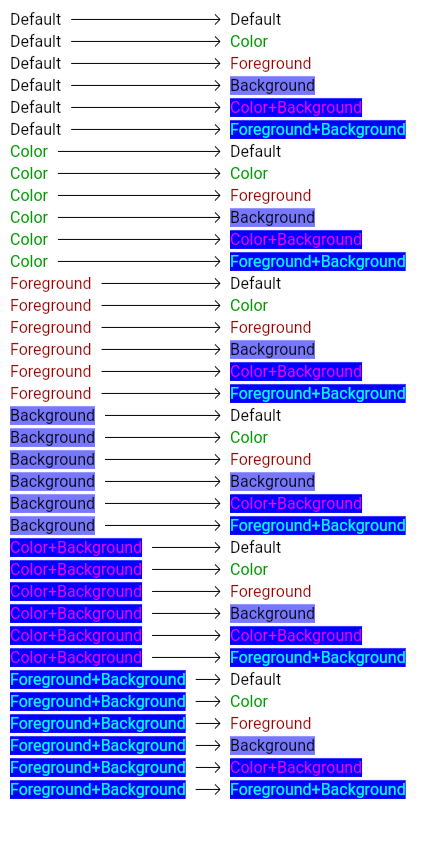 Default → Default
Default → Color
Default → Foreground
Default → Background
Default → Color+Background
Default → Foreground+Background
Color → Default
Color → Color
Color → Foreground
Color → Background
Color → Color+Background
Color → Foreground+Background
Foreground → Default
Foreground → Color
Foreground → Foreground
Foreground → Background
Foreground → Color+Background
Foreground → Foreground+Background
Background → Default
Background → Color
Background → Foreground
Background → Background
Background → Color+Background
Background → Foreground+Background
Color+Background → Default
Color+Background → Color
Color+Background → Foreground
Color+Background → Background
Color+Background → Color+Background
Color+Background → Foreground+Background
Foreground+Background → Default
Foreground+Background → Color
Foreground+Background → Foreground
Foreground+Background → Background
Foreground+Background → Color+Background
Foreground+Background → Foreground+Background